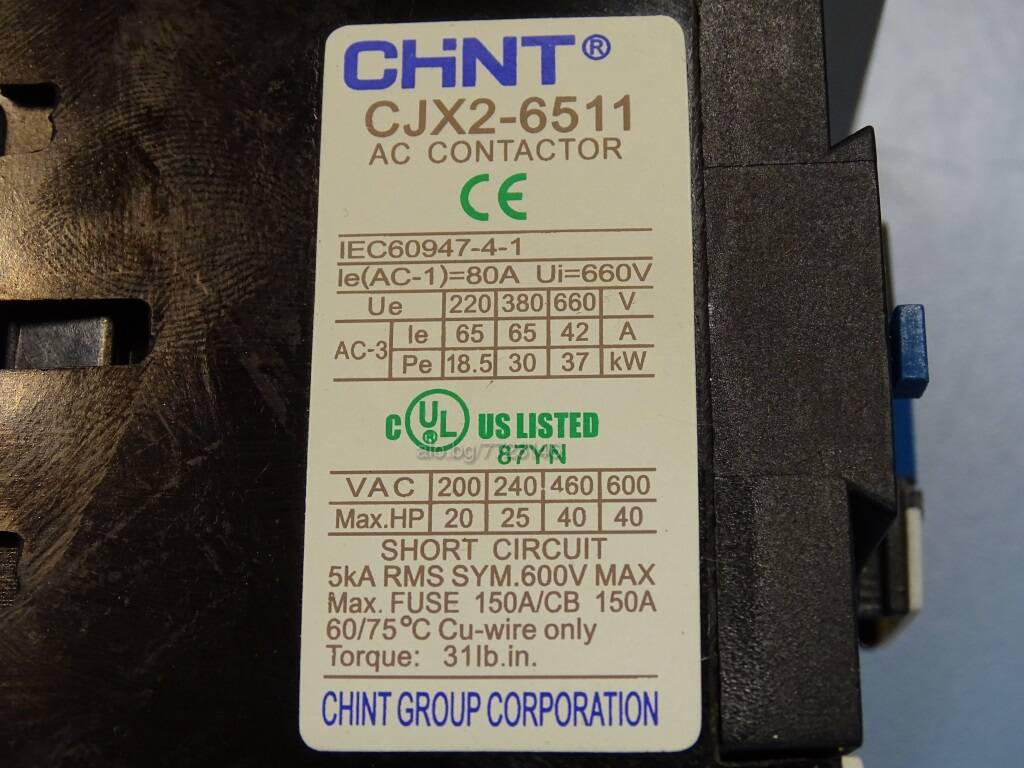 CHiNT®
CJX2-6511
AC CONTACTOR
CE
IEC60947-4-1
Ie(AC-1)=80A Ui=660V
Ue 220 380 660 V
AC-3 Ie 65 65 42 A
Pe 18.5 30 37 kW
C UL® US LISTED
87YN
VAC 200 240 460 600
Max.HP 20 25 40 40
SHORT CIRCUIT
5kA RMS SYM.600V MAX
Max. FUSE 150A/CB 150A
60/75°C Cu-wire only
Torque: 31lb.in.
CHINT GROUP CORPORATION